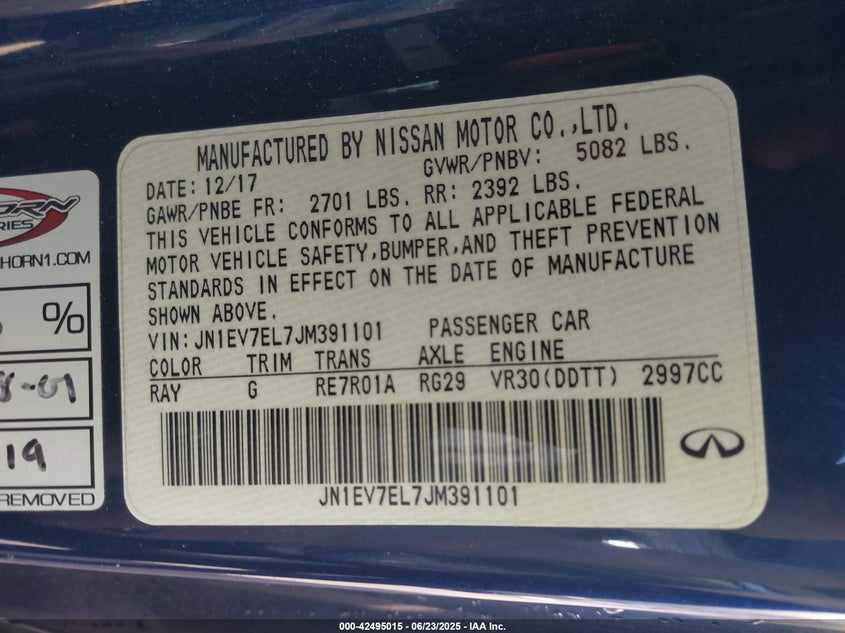 MANUFACTURED BY NISSAN MOTOR CO.,LTD.
DATE: 12/17 GVWR/PNBV: 5082 LBS.
GAWR/PNBE FR: 2701 LBS. RR: 2392 LBS.
THIS VEHICLE CONFORMS TO ALL APPLICABLE FEDERAL
MOTOR VEHICLE SAFETY,BUMPER,AND THEFT PREVENTION
STANDARDS IN EFFECT ON THE DATE OF MANUFACTURE
SHOWN ABOVE.
VIN:JN1EV7EL7JM391101 PASSENGER CAR
COLOR TRIM TRANS AXLE ENGINE
RAY G RE7R01A RG29 VR30(DDTT) 2997CC
JN1EV7EL7JM391101
HORN1.COM
%
19
REMOVED
000-42495015 - 06/23/2025 - IAA Inc.